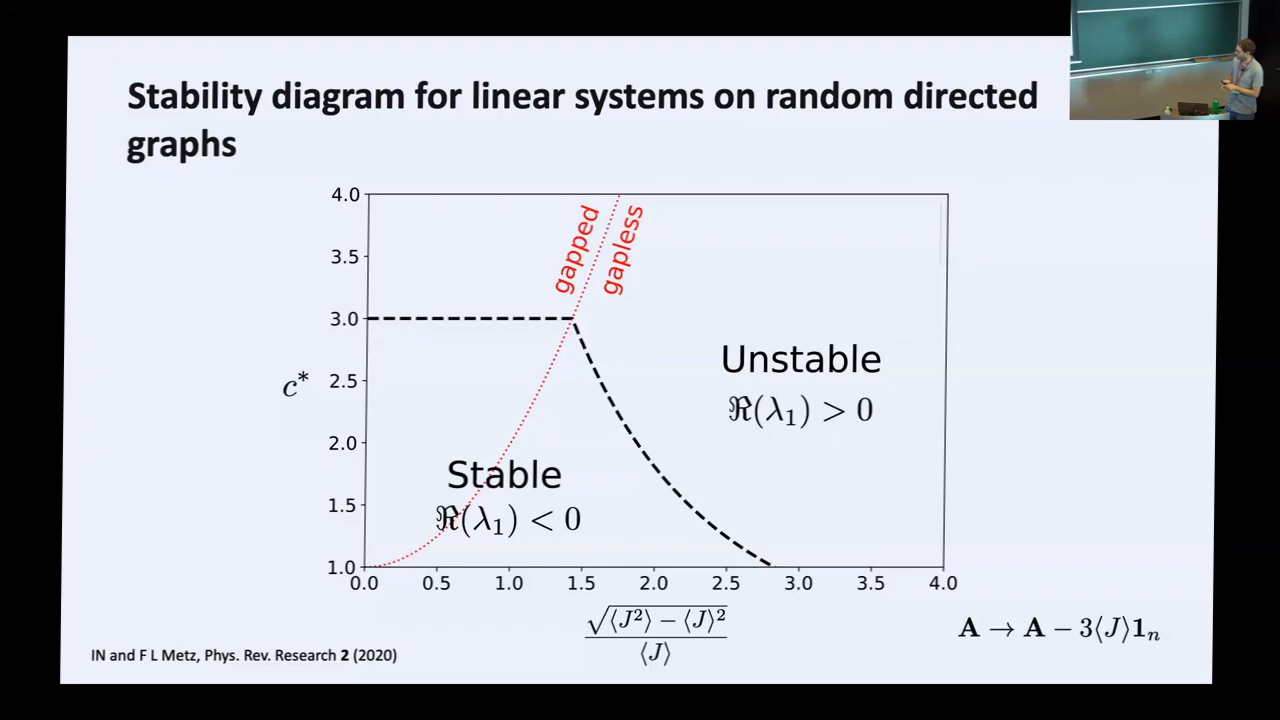 Stability diagram for linear systems on random directed
graphs
4.0
3.5
3.0
2.5
2.0
1.5
1.0
c*
gapped
gapless
Unstable
ℜ(λ₁) > 0
Stable
ℜ(λ₁) < 0
0.0 0.5 1.0 1.5 2.0 2.5 3.0 3.5 4.0
√(⟨J²⟩ − ⟨J⟩²)
⟨J⟩
A → A − 3⟨J⟩1ₙ
IN and F L Metz, Phys. Rev. Research 2 (2020)